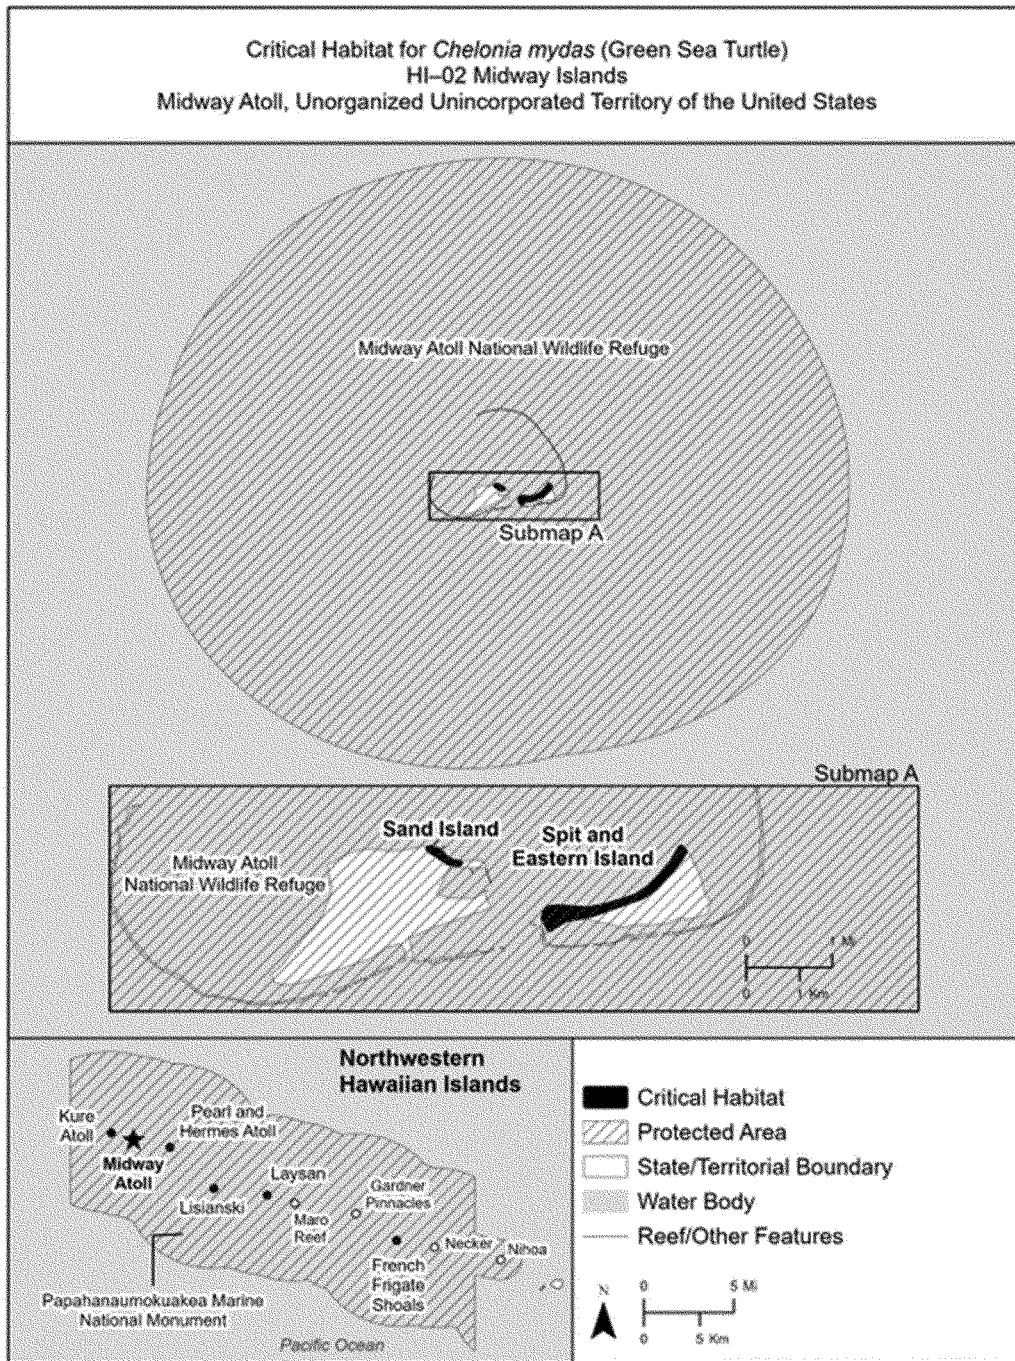 Critical Habitat for Chelonia mydas (Green Sea Turtle)
HI–02 Midway Islands
Midway Atoll, Unorganized Unincorporated Territory of the United States
Midway Atoll National Wildlife Refuge
Submap A
Submap A
Sand Island
Spit and
Eastern Island
Midway Atoll
National Wildlife Refuge
0 1 Mi
0 1 Km
Northwestern
Hawaiian Islands
Kure
Atoll
Pearl and
Hermes Atoll
Midway
Atoll
Laysan
Lisianski
Maro
Reef
Gardner
Pinnacles
Necker
Nihoa
French
Frigate
Shoals
Papahanaumokuakea Marine
National Monument
Pacific Ocean
Critical Habitat
Protected Area
State/Territorial Boundary
Water Body
Reef/Other Features
N
0 5 Mi
0 5 Km